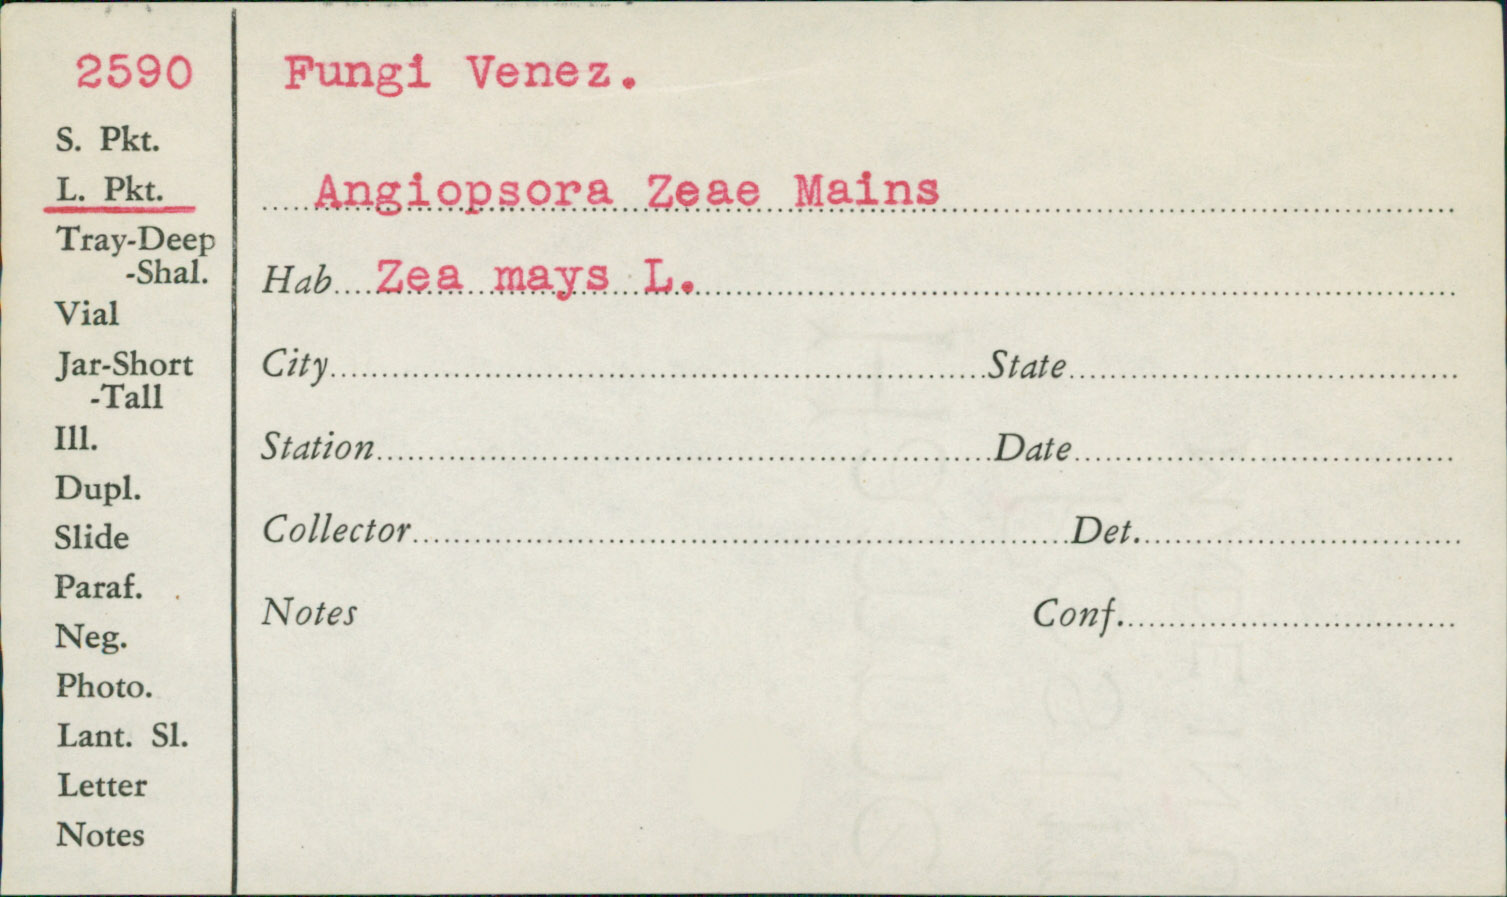 2590
S. Pkt.
L. Pkt.
Tray-Deep
-Shal.
Vial
Jar-Short
-Tall
Ill.
Dupl.
Slide
Paraf.
Neg.
Photo.
Lant. Sl.
Letter
Notes
Fungi Venez.
Angiopsora Zeae Mains
Hab Zea mays L.
City State
Station Date
Collector Det.
Notes Conf.